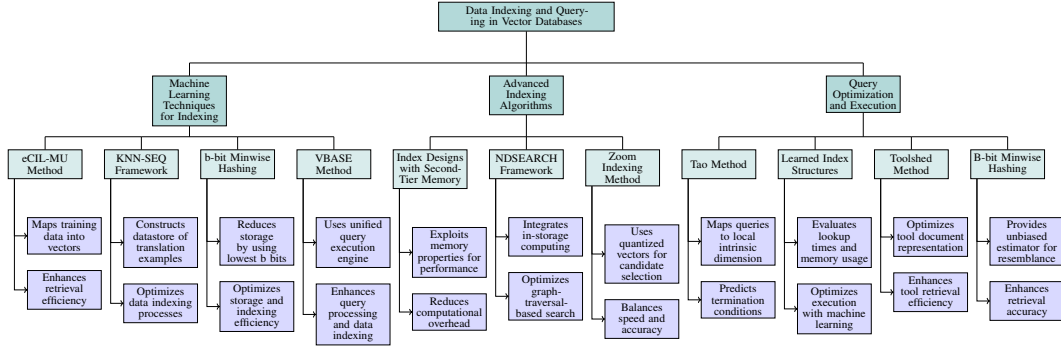 Data Indexing and Query-
ing in Vector Databases
Machine
Learning
Techniques
for Indexing
Advanced
Indexing
Algorithms
Query
Optimization
and Execution
eCIL-MU
Method
KNN-SEQ
Framework
b-bit Minwise
Hashing
VBASE
Method
Index Designs
with Second-
Tier Memory
NDSEARCH
Framework
Zoom
Indexing
Method
Tao Method
Learned Index
Structures
Toolshed
Method
B-bit Minwise
Hashing
Maps training
data into
vectors
Constructs
datastore of
translation
examples
Reduces
storage
by using
lowest b bits
Uses unified
query
execution
engine
Exploits
memory
properties for
performance
Integrates
in-storage
computing
Uses
quantized
vectors for
candidate
selection
Maps queries
to local
intrinsic
dimension
Evaluates
lookup
times and
memory usage
Optimizes
tool document
representation
Provides
unbiased
estimator for
resemblance
Enhances
retrieval
efficiency
Optimizes
data indexing
processes
Optimizes
storage and
indexing
efficiency
Enhances
query
processing
and data
indexing
Reduces
computational
overhead
Optimizes
graph-
traversal-
based search
Balances
speed and
accuracy
Predicts
termination
conditions
Optimizes
execution
with machine
learning
Enhances
tool retrieval
efficiency
Enhances
retrieval
accuracy